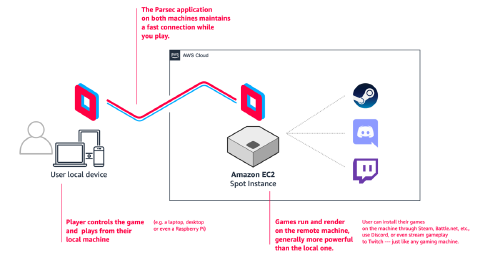 The Parsec application
on both machines maintains
a fast connection while
you play.
aws
AWS Cloud
User local device
Amazon EC2
Spot Instance
Player controls the game
and plays from their
local machine
(e.g. a laptop, desktop
or even a Raspberry Pi)
Games run and render
on the remote machine,
generally more powerful
than the local one.
User can install their games
on the machine through Steam, Battle.net, etc.,
use Discord, or even stream gameplay
to Twitch — just like any gaming machine.